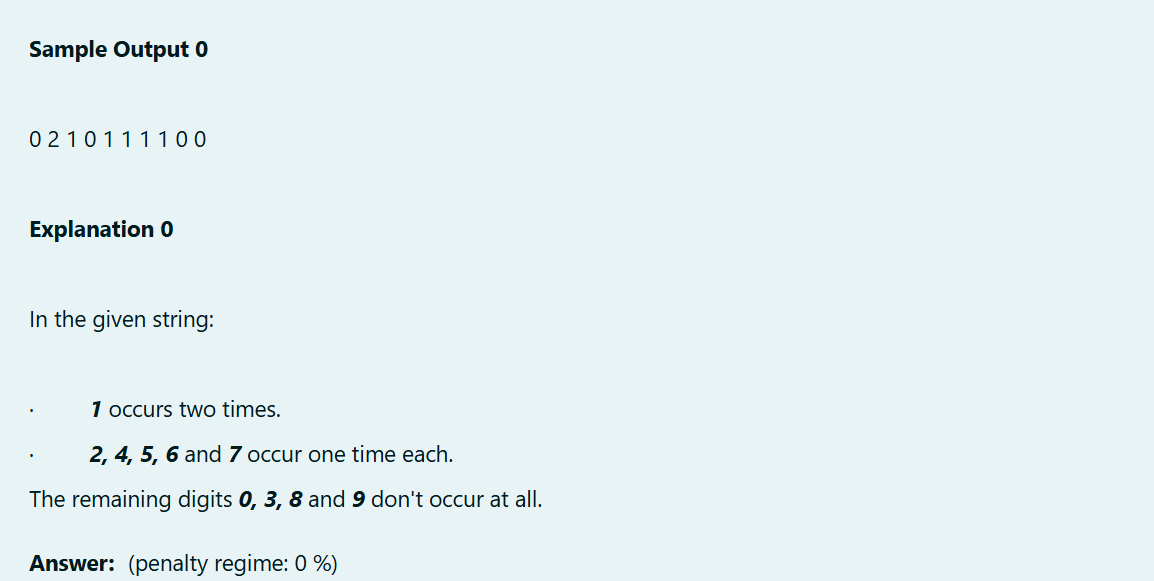 Sample Output 0
0 2 1 0 1 1 1 1 0 0
Explanation 0
In the given string:
· 1 occurs two times.
· 2, 4, 5, 6 and 7 occur one time each.
The remaining digits 0, 3, 8 and 9 don't occur at all.
Answer: (penalty regime: 0 %)